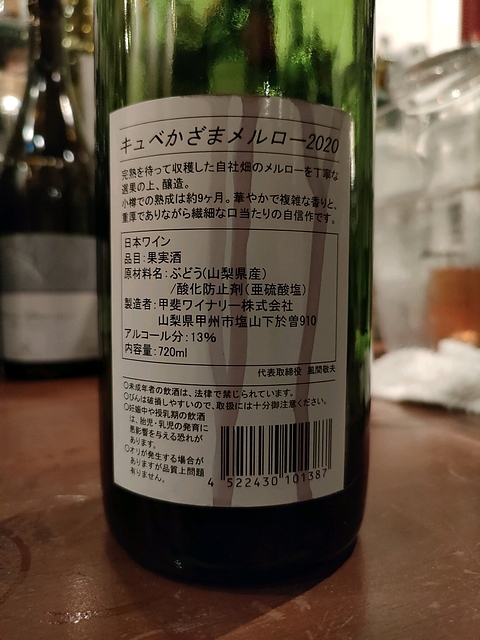 キュベかざまメルロー2020
完熟を待って収穫した自社畑のメルローを丁寧な
選果の上、醸造。
小樽での熟成は約9ヶ月。華やかで複雑な香りと、
重厚でありながら繊細な口当たりの自信作です。
日本ワイン
品目：果実酒
原材料名：ぶどう(山梨県産)
/酸化防止剤（亜硫酸塩）
製造者：甲斐ワイナリー株式会社
山梨県甲州市塩山下於曽910
アルコール分：13%
内容量：720ml
代表取締役 風間敬夫
○未成年者の飲酒は、法律で禁じられています。
○びんは破損しやすいので、取扱には十分御注意ください。
○妊娠中や授乳期の飲酒
は、胎児・乳児の発育に
悪影響を与える恐れが
あります。
○オリが発生する場合が
ありますが品質上問題
有りません。
4 522430 101387